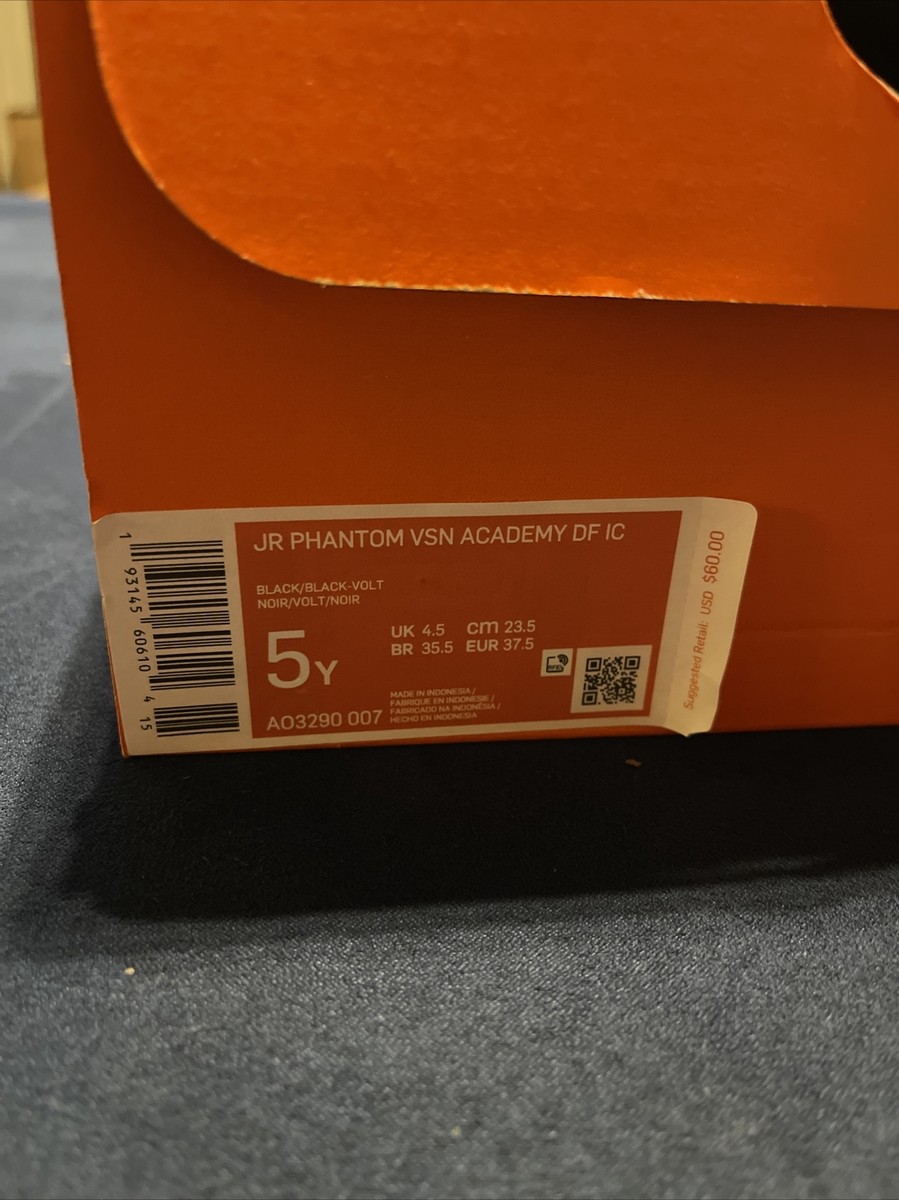 JR PHANTOM VSN ACADEMY DF IC
BLACK/BLACK-VOLT
NOIR/VOLT/NOIR
5Y
UK 4.5 cm 23.5
BR 35.5 EUR 37.5
MADE IN INDONESIA /
FABRIQUE EN INDONESIE /
FABRICADO NA INDONÉSIA /
HECHO EN INDONESIA
AO3290 007
1 93145 60610 4 15
Suggested Retail: USD $60.00